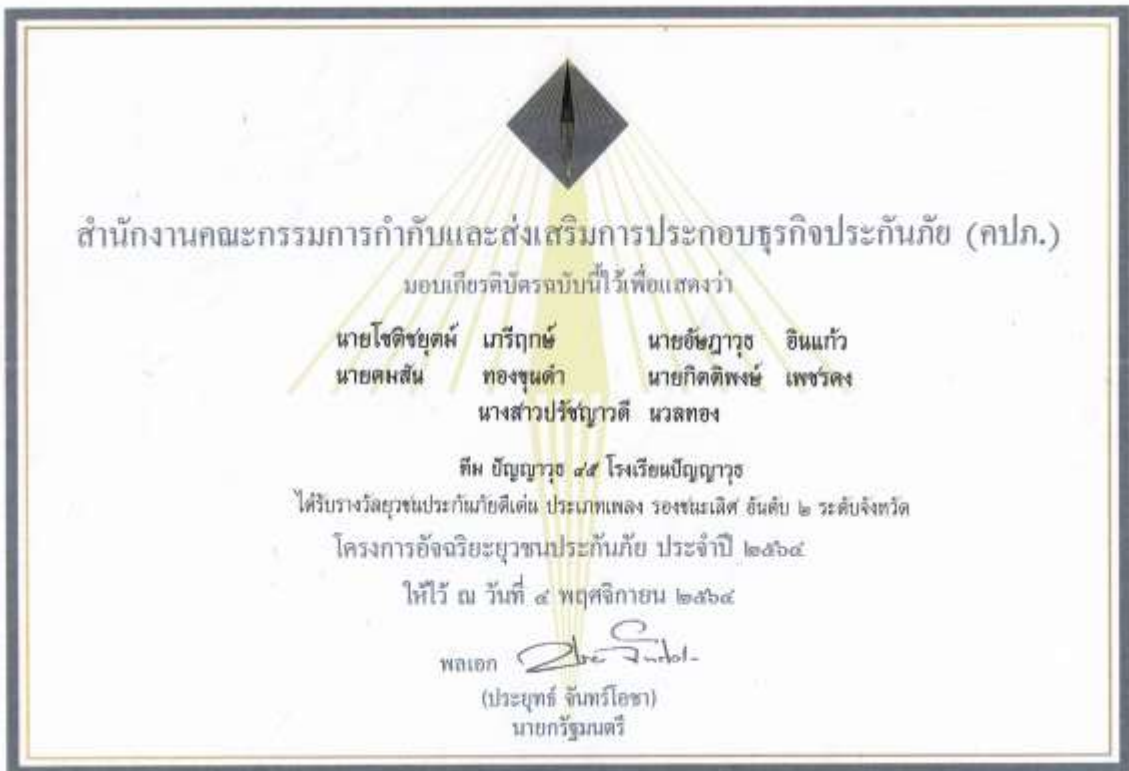 สำนักงานคณะกรรมการกำกับและส่งเสริมการประกอบธุรกิจประกันภัย (คปภ.)
มอบเกียรติบัตรฉบับนี้ไว้เพื่อแสดงว่า
นายโชติชยุตม์ เภรีฤกษ์ นายอัษฎาวุธ อินแก้ว
นายคมสัน ทองขุนดำ นายกิตติพงษ์ เพชรคง
นางสาวปรัชญาวดี นวลทอง
ทีม ปัญญาวุธ ๔๕ โรงเรียนปัญญาวุธ
ได้รับรางวัลยุวชนประกันภัยดีเด่น ประเภทเพลง รองชนะเลิศ อันดับ ๒ ระดับจังหวัด
โครงการอัจฉริยะยุวชนประกันภัย ประจำปี ๒๕๖๔
ให้ไว้ ณ วันที่ ๔ พฤศจิกายน ๒๕๖๔
พลเอก
(ประยุทธ์ จันทร์โอชา)
นายกรัฐมนตรี